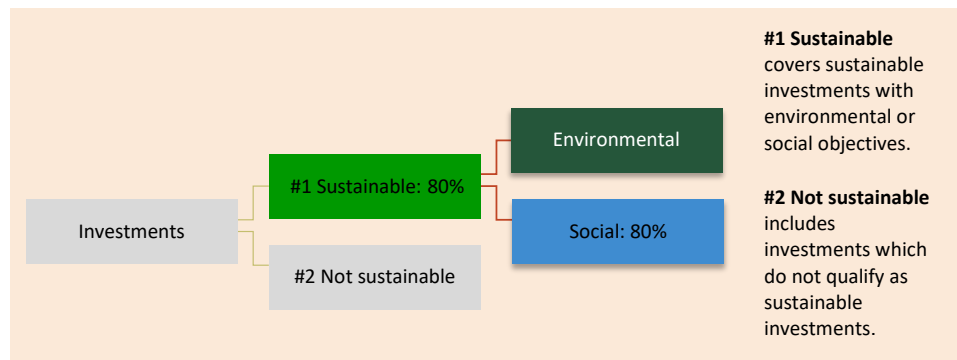 Investments
#1 Sustainable: 80%
#2 Not sustainable
Environmental
Social: 80%
#1 Sustainable
covers sustainable
investments with
environmental or
social objectives.
#2 Not sustainable
includes
investments which
do not qualify as
sustainable
investments.